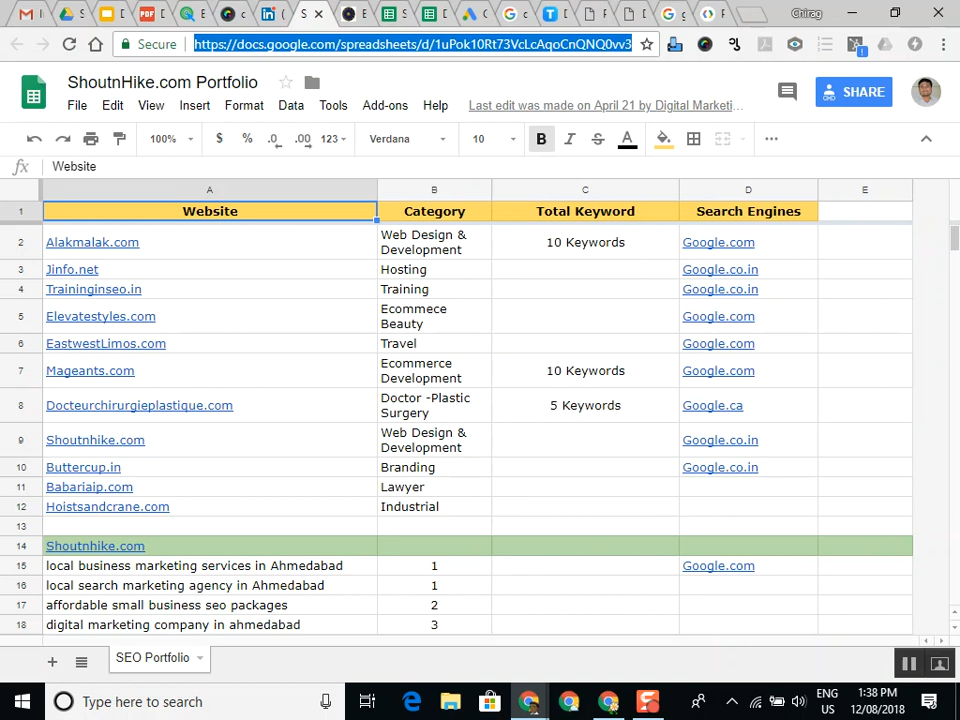 S
PDF
D
c
in (
S ×
E
S
D
C
c
D
F
D
g
F
Chirag
Secure https://docs.google.com/spreadsheets/d/1uPok10Rt73VcLcAqoCnQNQ0vv3
ShoutnHike.com Portfolio
SHARE
File Edit View Insert Format Data Tools Add-ons Help Last edit was made on April 21 by Digital Marketi...
100% $ % .0 .00 123 Verdana 10 B I S A ...
fx Website
A B C D E
1 Website Category Total Keyword Search Engines
2 Alakmalak.com Web Design & Development 10 Keywords Google.com
3 Jinfo.net Hosting Google.co.in
4 Traininginseo.in Training Google.co.in
5 Elevatestyles.com Ecommece Beauty Google.com
6 EastwestLimos.com Travel Google.com
7 Mageants.com Ecommerce Development 10 Keywords Google.com
8 Docteurchirurgieplastique.com Doctor -Plastic Surgery 5 Keywords Google.ca
9 Shoutnhike.com Web Design & Development Google.co.in
10 Buttercup.in Branding Google.co.in
11 Babariaip.com Lawyer
12 Hoistsandcrane.com Industrial
13
14 Shoutnhike.com
15 local business marketing services in Ahmedabad 1 Google.com
16 local search marketing agency in Ahmedabad 1
17 affordable small business seo packages 2
18 digital marketing company in ahmedabad 3
+ SEO Portfolio
Type here to search
ENG
US
1:38 PM
12/08/2018